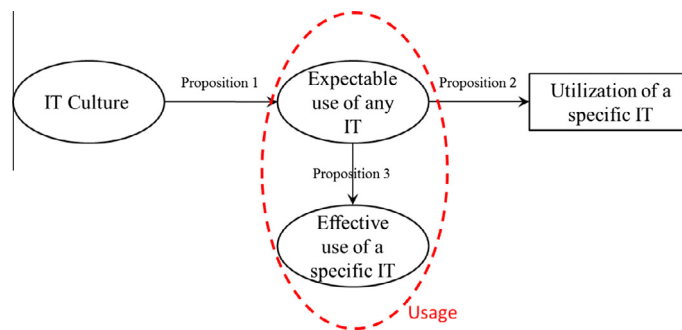 IT Culture
Proposition 1
Expectable
use of any
IT
Proposition 2
Utilization of a
specific IT
Proposition 3
Effective
use of a
specific IT
Usage